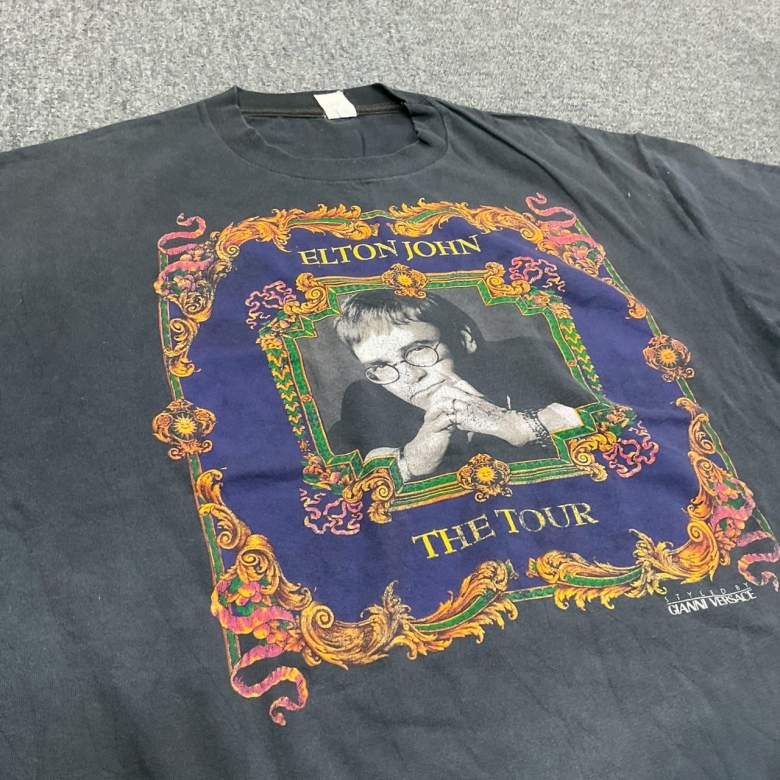 ELTON JOHN
THE TOUR
STYLED BY
GIANNI VERSACE